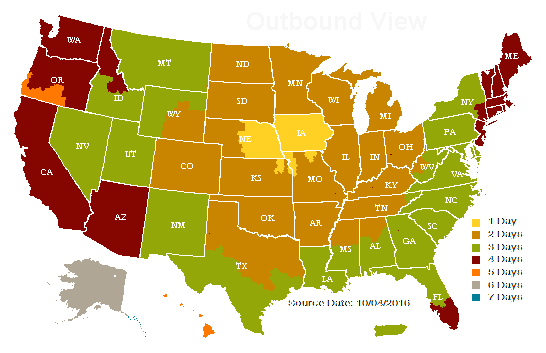 Outbound View
WA
ME
OR
MT
ND
MN
ID
SD
WI
NY
MI
WY
PA
NE
IA
NV
OH
UT
IL
IN
WV
VA
CO
CA
KS
MO
KY
NC
TN
AZ
OK
AR
SC
NM
MS
AL
GA
TX
LA
FL
1 Day
2 Days
3 Days
4 Days
5 Days
6 Days
7 Days
Source Date: 10/04/2016